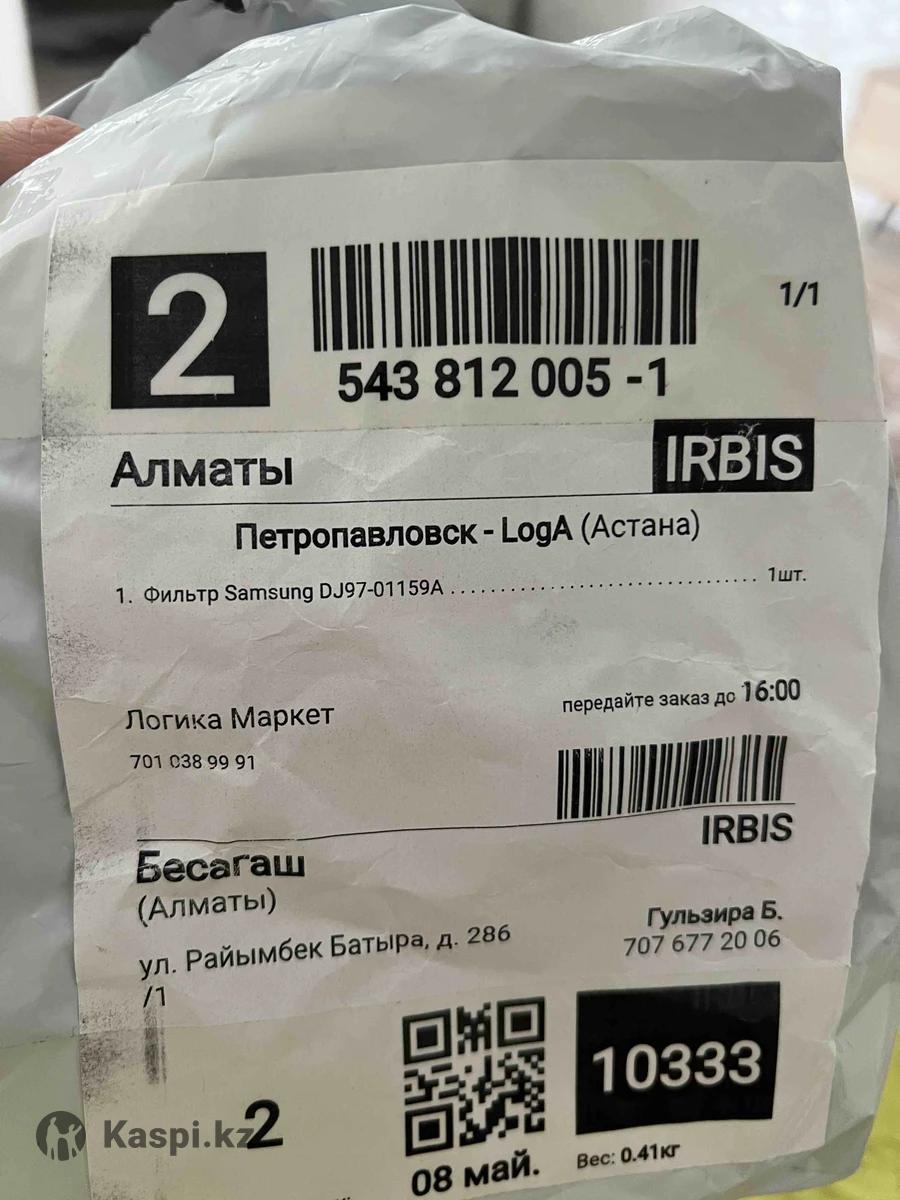 2
1/1
543 812 005 -1
Алматы
IRBIS
Петропавловск - LogA (Астана)
1. Фильтр Samsung DJ97-01159A ................................ 1шт.
Логика Маркет
передайте заказ до 16:00
701 038 99 91
IRBIS
Бесагаш
(Алматы)
Гульзира Б.
ул. Райымбек Батыра, д. 286
707 677 20 06
/1
10333
2
Kaspi.kz
08 май.
Вес: 0.41кг